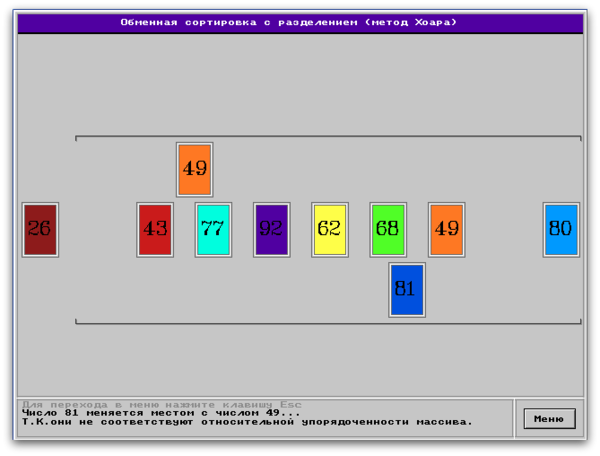 Обменная сортировка с разделением (метод Хоара)
49
26 43 77 92 62 68 49 80
81
Для перехода в меню нажмите клавишу Esc
Число 81 меняется местом с числом 49...
Т.К.они не соответствуют относительной упорядоченности массива.
Меню